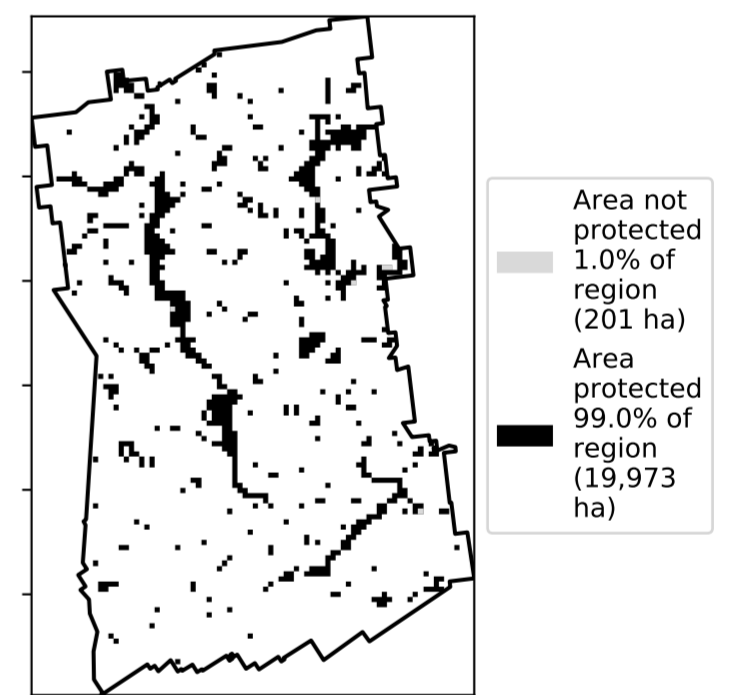 Area not
protected
1.0% of
region
(201 ha)
Area
protected
99.0% of
region
(19,973
ha)